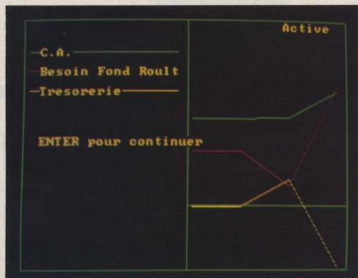 Active
C.A.
Besoin Fond Roult
Tresorerie
ENTER pour continuer